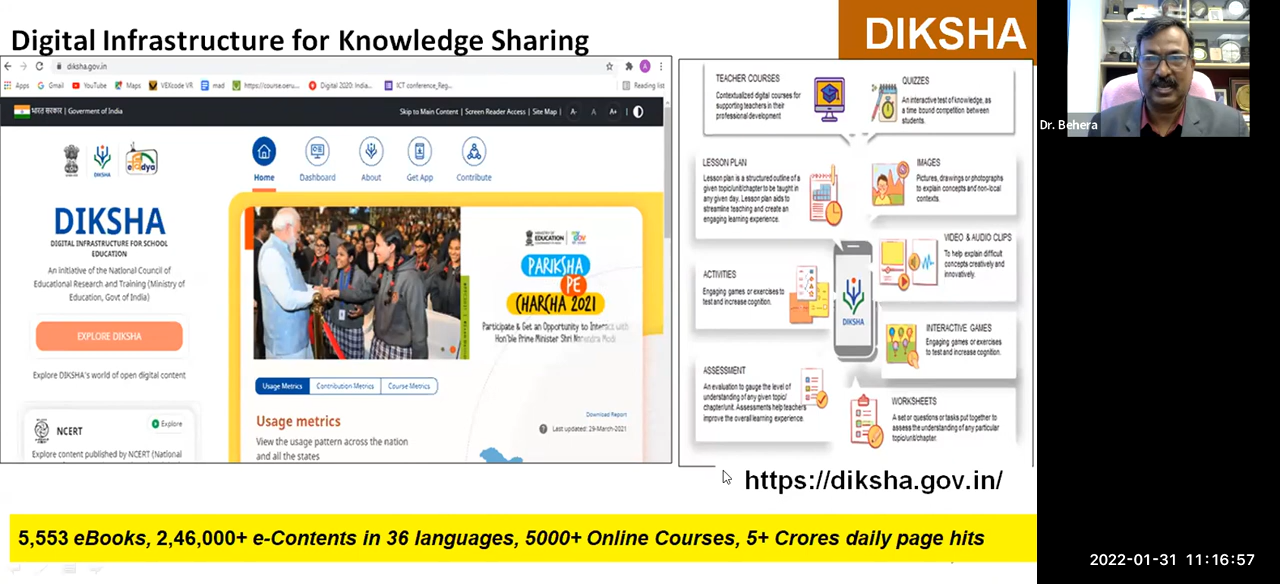 Digital Infrastructure for Knowledge Sharing
DIKSHA
diksha.gov.in/
Apps Gmail YouTube Maps VEXcode VR mad https://course.oeru... Digital 2020: India... ICT conference_Reg... Reading list
भारत सरकार | Goverment of India
Skip to Main Content | Screen Reader Access | Site Map | A- A A+
DIKSHA
Home
Dashboard
About
Get App
Contribute
DIKSHA
DIGITAL INFRASTRUCTURE FOR SCHOOL
EDUCATION
An initiative of the National Council of
Educational Research and Training (Ministry of
Education, Govt of India)
EXPLORE DIKSHA
Explore DIKSHA's world of open digital content
NCERT
Explore
Explore content published by NCERT (National
MINISTRY OF
EDUCATION
PARIKSHA
PE
CHARCHA 2021
Participate & Get an Opportunity to Interact with
Hon'ble Prime Minister Shri Narendra Modi
Usage Metrics
Contribution Metrics
Course Metrics
Usage metrics
View the usage pattern across the nation
and all the states
Download Report
Last updated: 29-March-2021
TEACHER COURSES
Contextualized digital courses for
supporting teachers in their
professional development
QUIZZES
An interactive test of knowledge, as
a time bound competition between
students.
LESSON PLAN
Lesson plan is a structured outline of a
given topic/unit/chapter to be taught in
any given day. Lesson plan aids to
streamline teaching and create an
engaging learning experience.
IMAGES
Pictures, drawings or photographs
to explain concepts and non-local
contexts.
VIDEO & AUDIO CLIPS
To help explain difficult
concepts creatively and
innovatively.
ACTIVITIES
Engaging games or exercises to
test and increase cognition.
DIKSHA
INTERACTIVE GAMES
Engaging games or exercises
to test and increase cognition.
ASSESSMENT
An evaluation to gauge the level of
understanding of any given topic/
chapter/unit. Assessments help teachers
improve the overall learning experience.
WORKSHEETS
A set or questions or tasks put together to
assess the understanding of any particular
topic/unit/chapter.
https://diksha.gov.in/
5,553 eBooks, 2,46,000+ e-Contents in 36 languages, 5000+ Online Courses, 5+ Crores daily page hits
Dr. Behera
2022-01-31 11:16:57